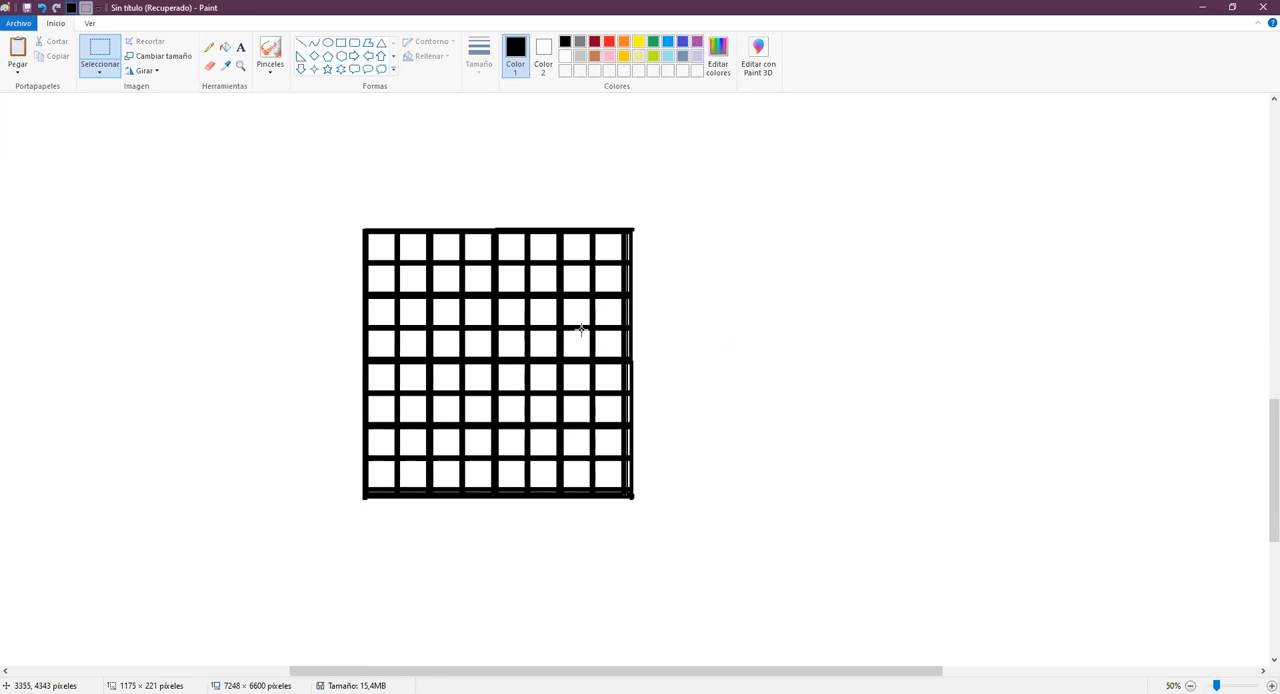 Sin título (Recuperado) - Paint
Archivo Inicio Ver
Pegar
Cortar
Copiar
Portapapeles
Seleccionar
Recortar
Cambiar tamaño
Girar
Imagen
A
Herramientas
Pinceles
Contorno
Rellenar
Formas
Tamaño
Color 1
Color 2
Editar colores
Colores
Editar con Paint 3D
3355, 4343 píxeles 1175 × 221 píxeles 7248 × 6600 píxeles Tamaño: 15,4MB 50%